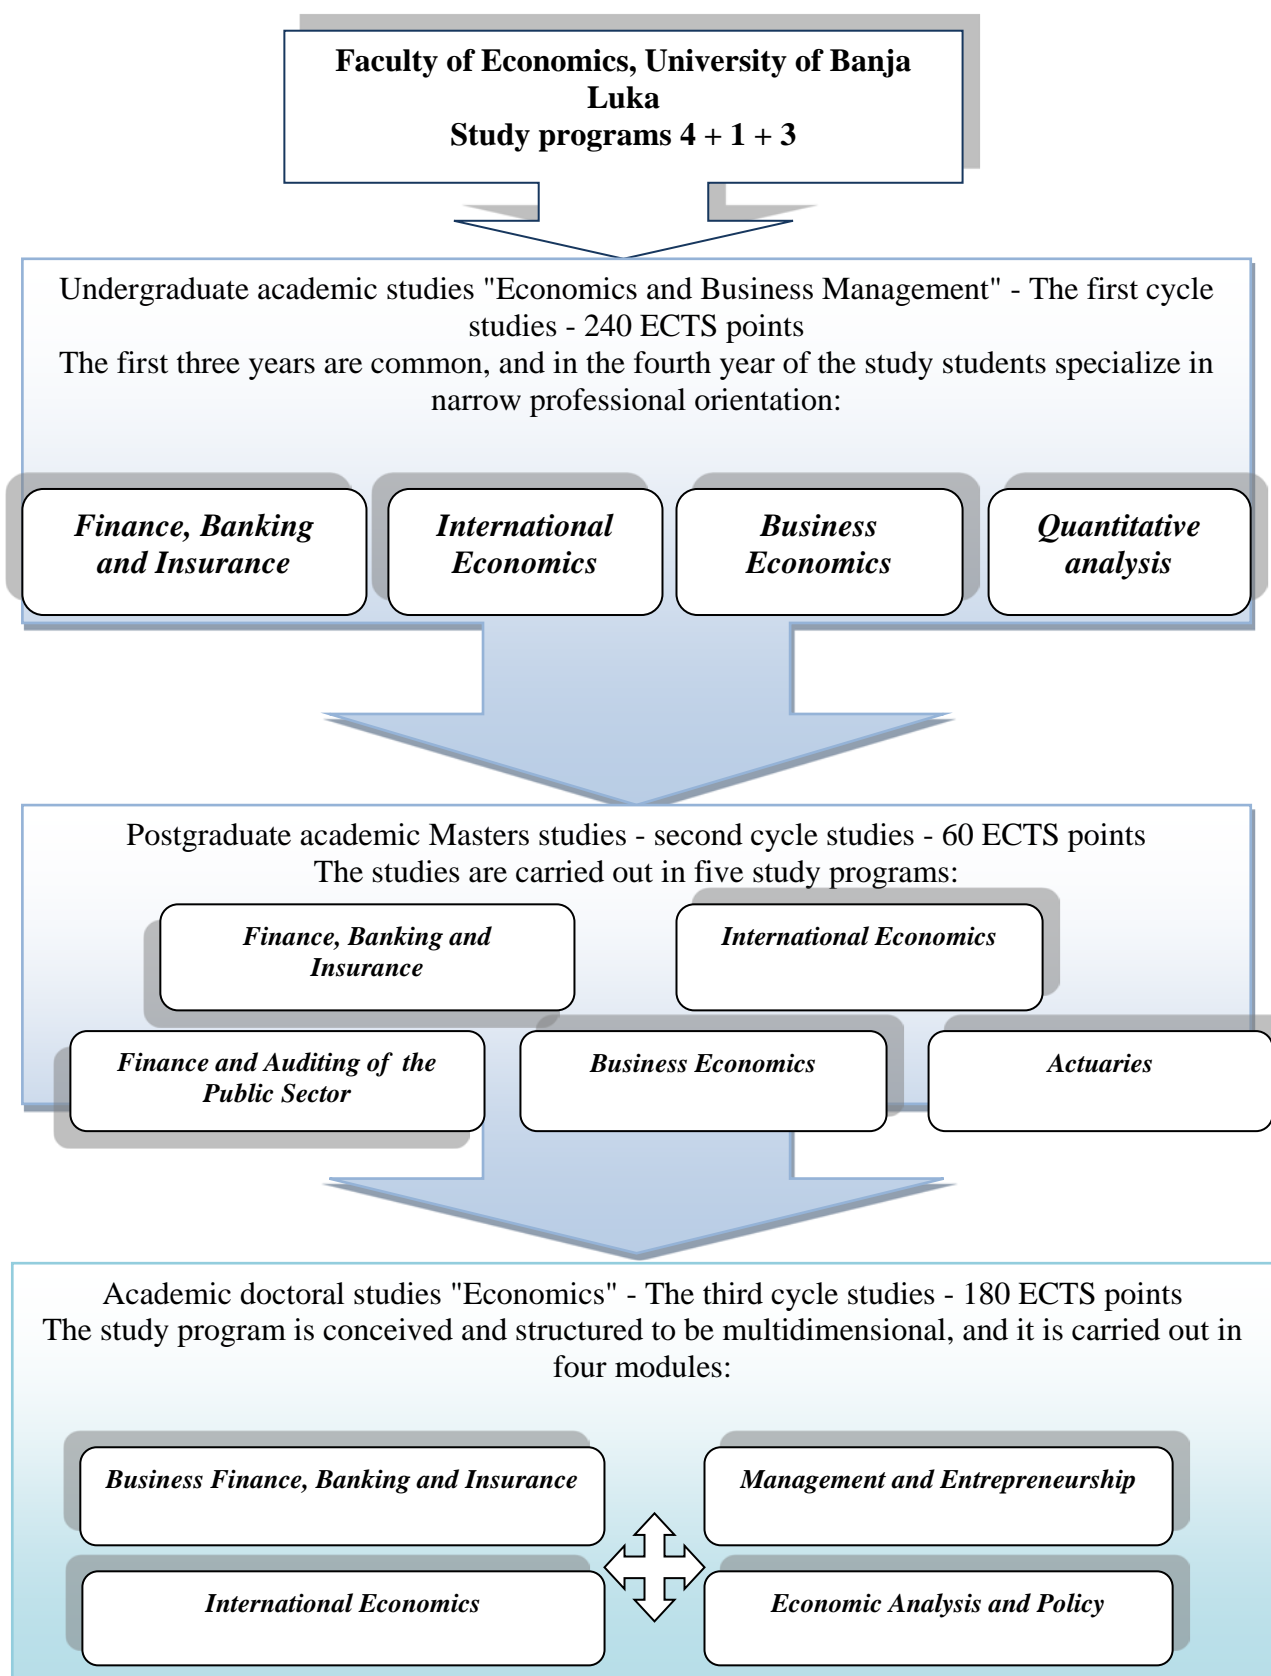 Faculty of Economics, University of Banja
Luka
Study programs 4 + 1 + 3
Undergraduate academic studies "Economics and Business Management" - The first cycle
studies - 240 ECTS points
The first three years are common, and in the fourth year of the study students specialize in
narrow professional orientation:
Finance, Banking
and Insurance
International
Economics
Business
Economics
Quantitative
analysis
Postgraduate academic Masters studies - second cycle studies - 60 ECTS points
The studies are carried out in five study programs:
Finance, Banking and
Insurance
International Economics
Finance and Auditing of the
Public Sector
Business Economics
Actuaries
Academic doctoral studies "Economics" - The third cycle studies - 180 ECTS points
The study program is conceived and structured to be multidimensional, and it is carried out in
four modules:
Business Finance, Banking and Insurance
Management and Entrepreneurship
International Economics
Economic Analysis and Policy